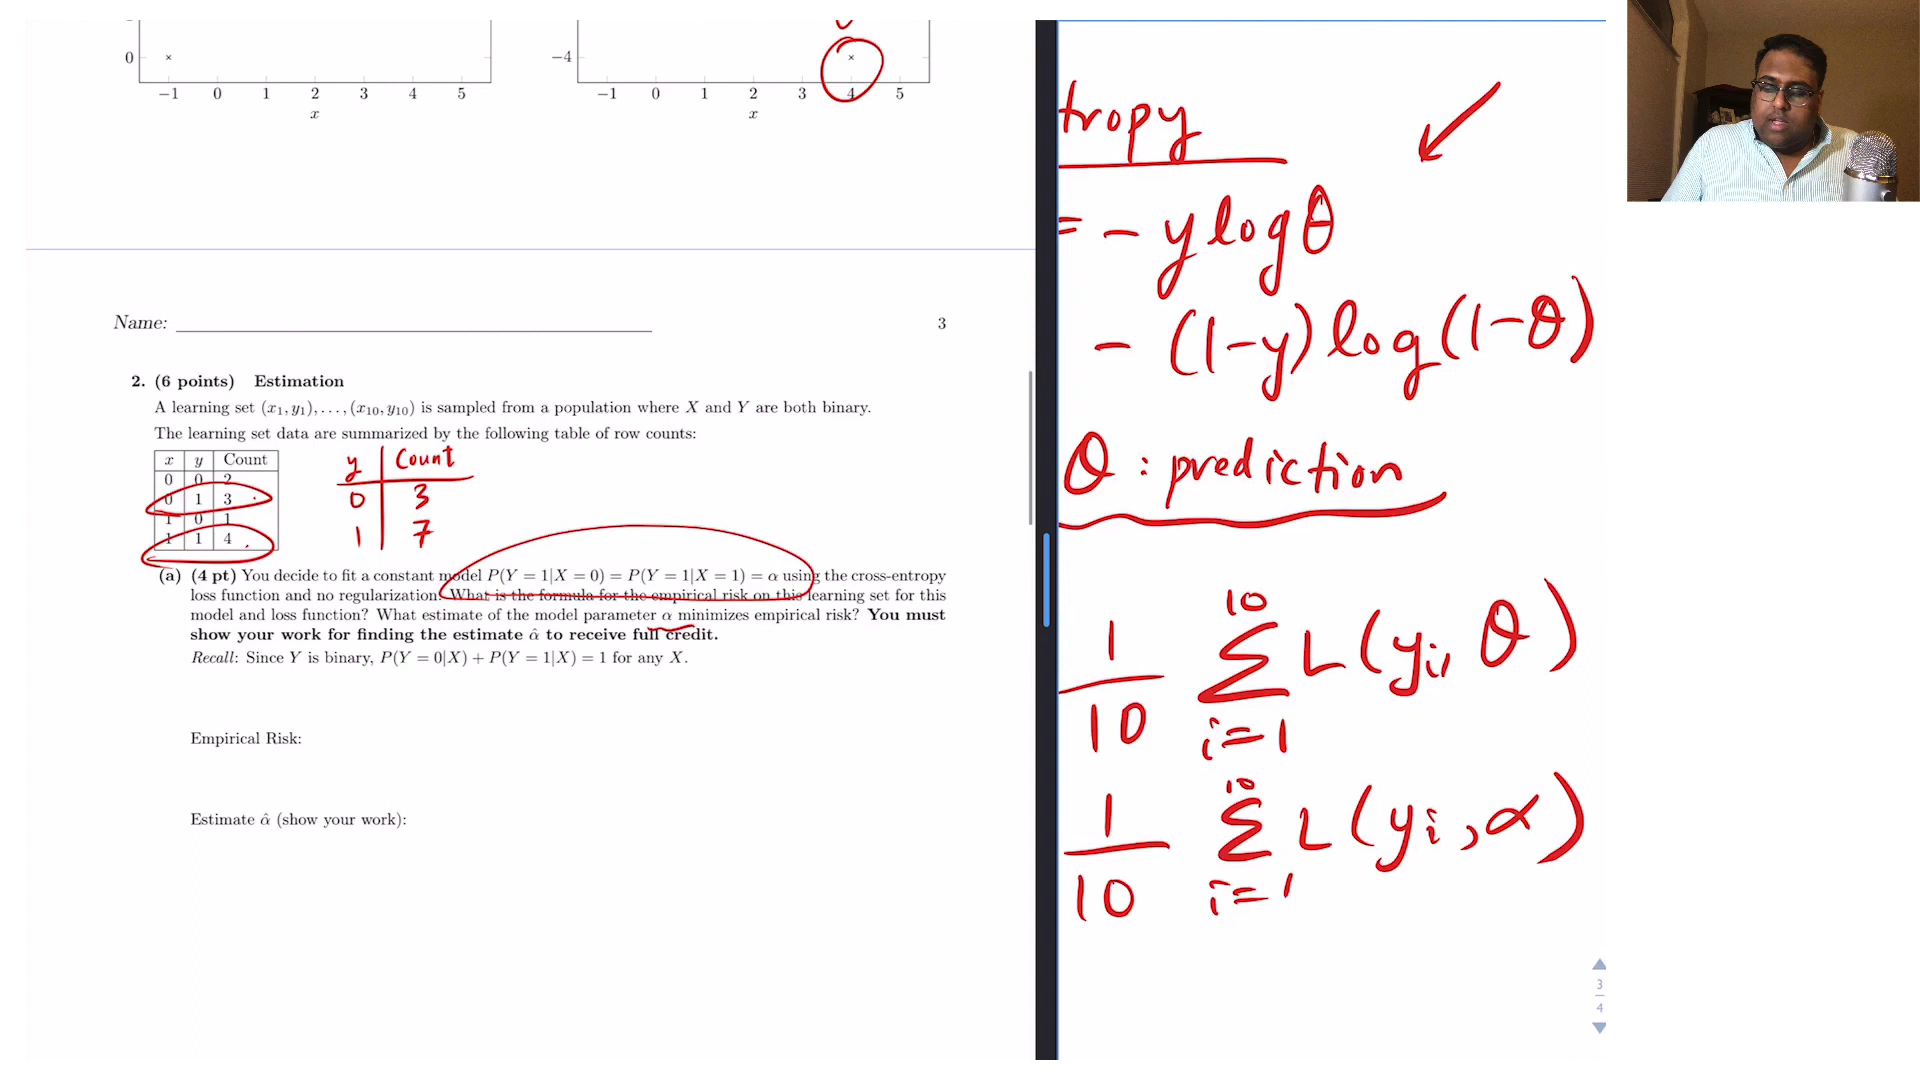 0
−1 0 1 2 3 4 5
x
−4
−1 0 1 2 3 4 5
x
Name: 3
2. (6 points) Estimation
A learning set (x₁, y₁), . . . , (x₁₀, y₁₀) is sampled from a population where X and Y are both binary.
The learning set data are summarized by the following table of row counts:
x y Count
0 0 2
0 1 3
1 0 1
1 1 4
y Count
0 3
1 7
(a) (4 pt) You decide to fit a constant model P(Y = 1|X = 0) = P(Y = 1|X = 1) = α using the cross-entropy
loss function and no regularization. What is the formula for the empirical risk on this learning set for this
model and loss function? What estimate of the model parameter α minimizes empirical risk? You must
show your work for finding the estimate α̂ to receive full credit.
Recall: Since Y is binary, P(Y = 0|X) + P(Y = 1|X) = 1 for any X.
Empirical Risk:
Estimate α̂ (show your work):
tropy
= - y log θ
- (1-y) log (1-θ)
θ : prediction
1/10 10 Σ i=1 L(yi, θ)
1/10 10 Σ i=1 L(yi, α)
3
4